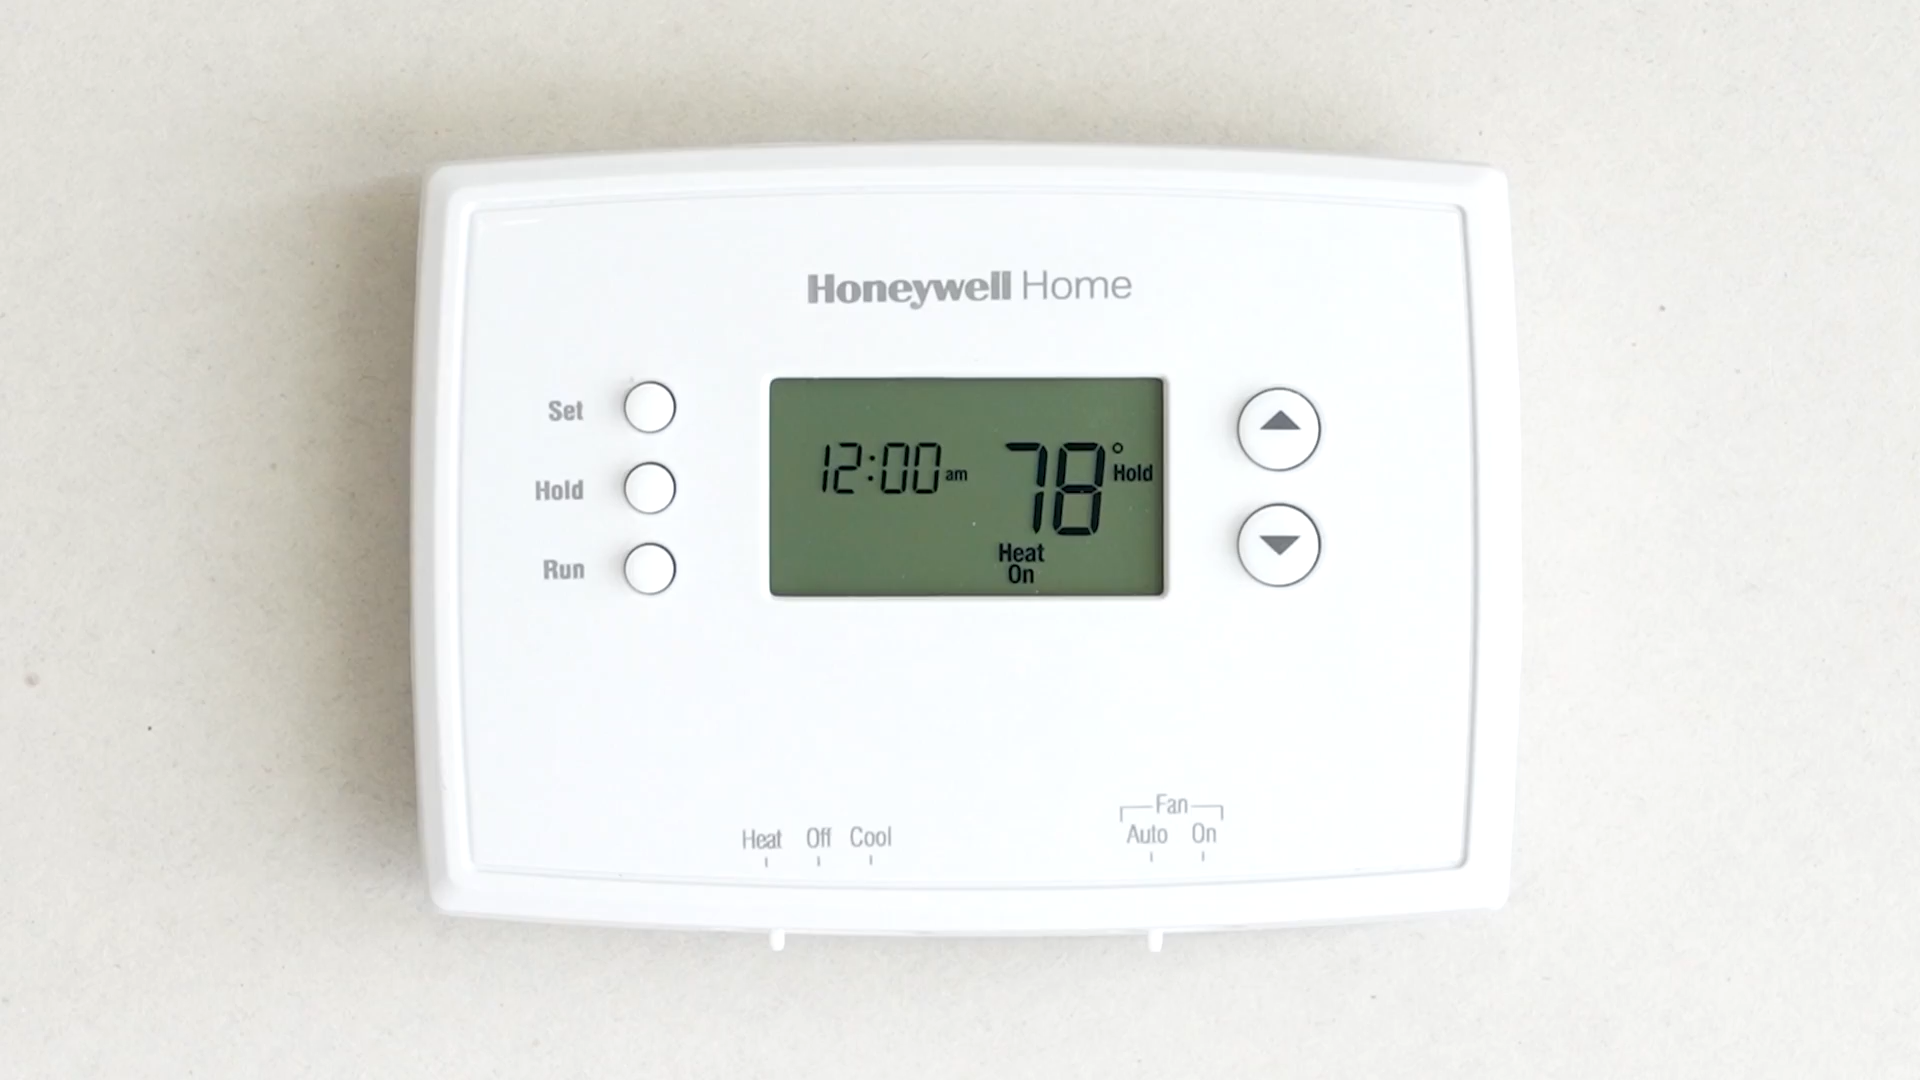 Honeywell Home
Set
Hold
Run
12:00 am 78° Hold
Heat
On
Heat Off Cool
Fan
Auto On